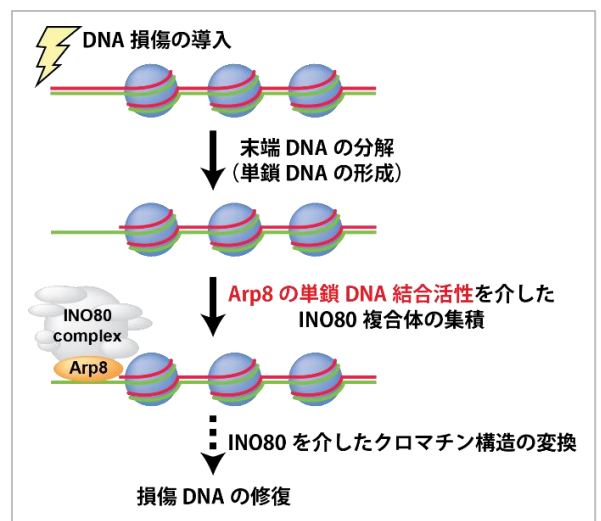 DNA 損傷の導入
末端 DNA の分解
（単鎖 DNA の形成）
Arp8 の単鎖 DNA 結合活性を介した
INO80 複合体の集積
INO80
complex
Arp8
INO80 を介したクロマチン構造の変換
損傷 DNA の修復